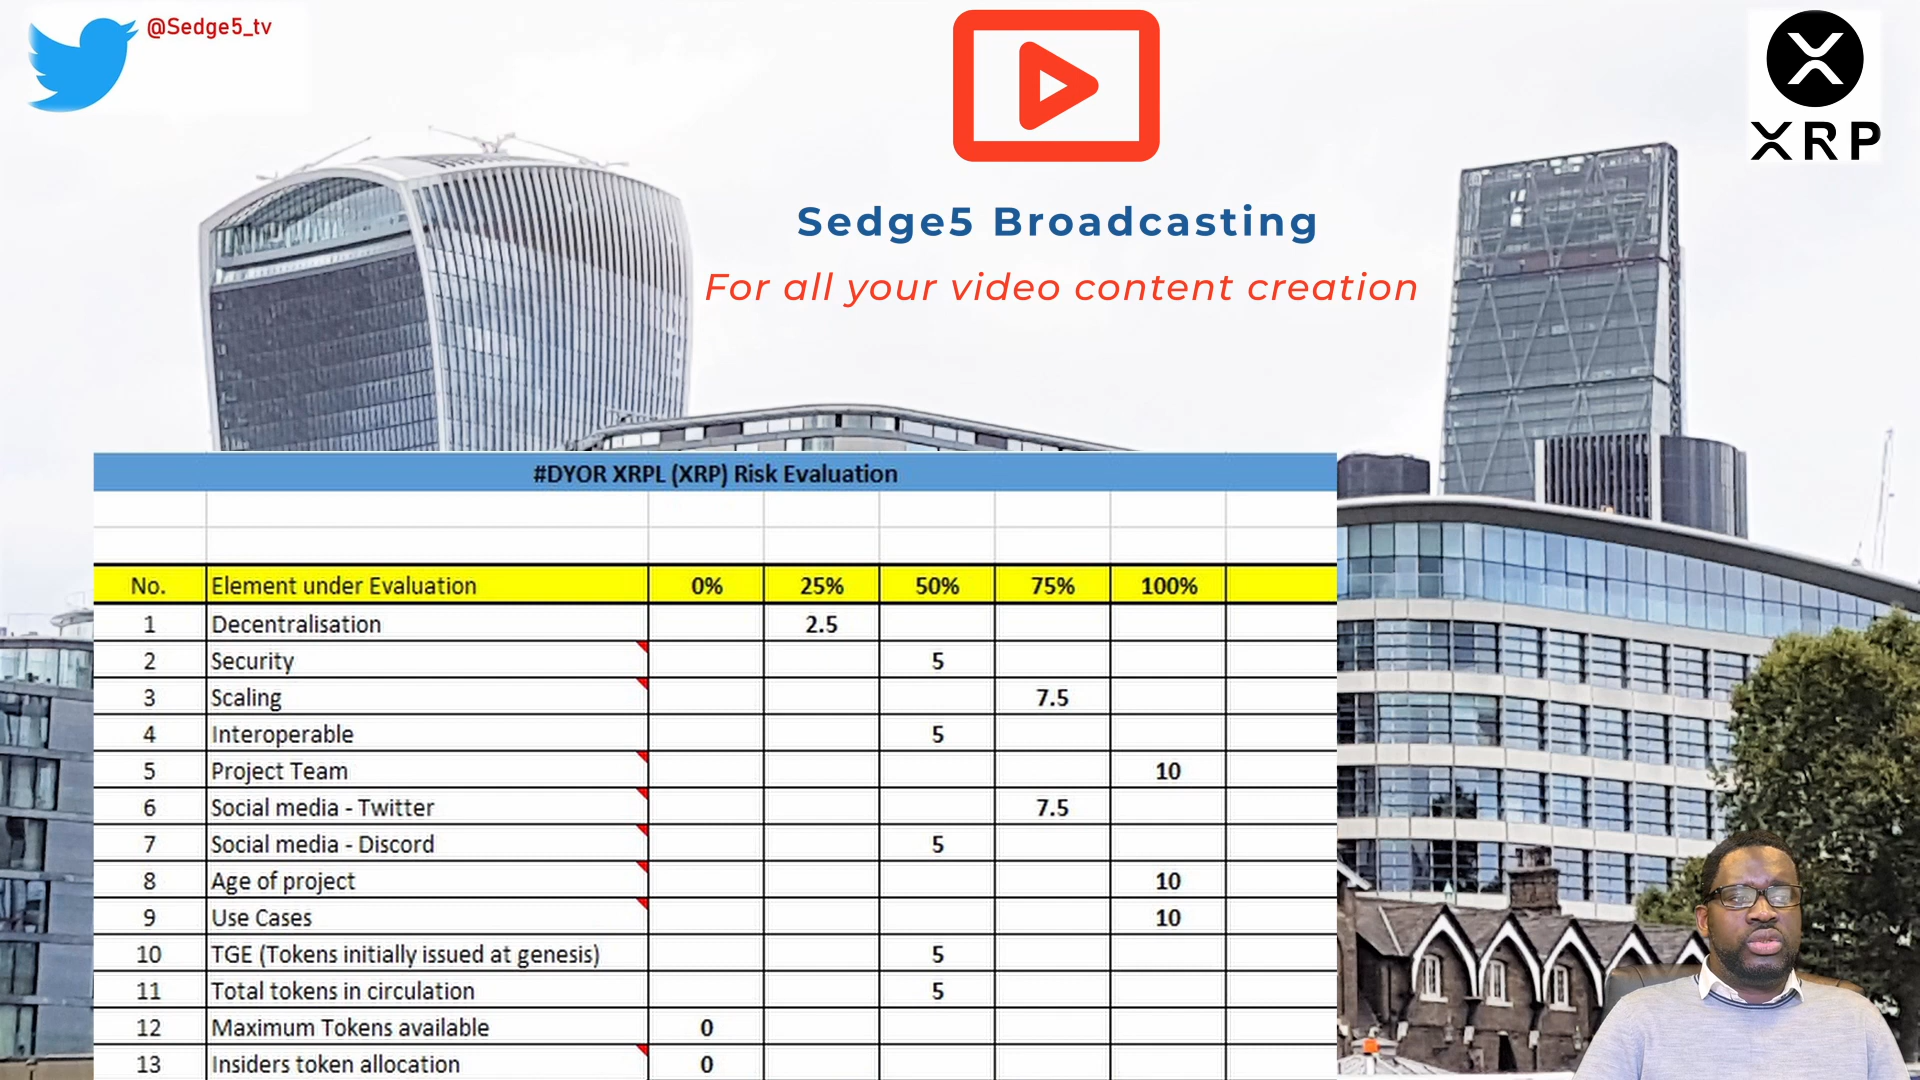 @Sedge5_tv
XRP
Sedge5 Broadcasting
For all your video content creation
#DYOR XRPL (XRP) Risk Evaluation
No. Element under Evaluation 0% 25% 50% 75% 100%
1 Decentralisation 2.5
2 Security 5
3 Scaling 7.5
4 Interoperable 5
5 Project Team 10
6 Social media - Twitter 7.5
7 Social media - Discord 5
8 Age of project 10
9 Use Cases 10
10 TGE (Tokens initially issued at genesis) 5
11 Total tokens in circulation 5
12 Maximum Tokens available 0
13 Insiders token allocation 0